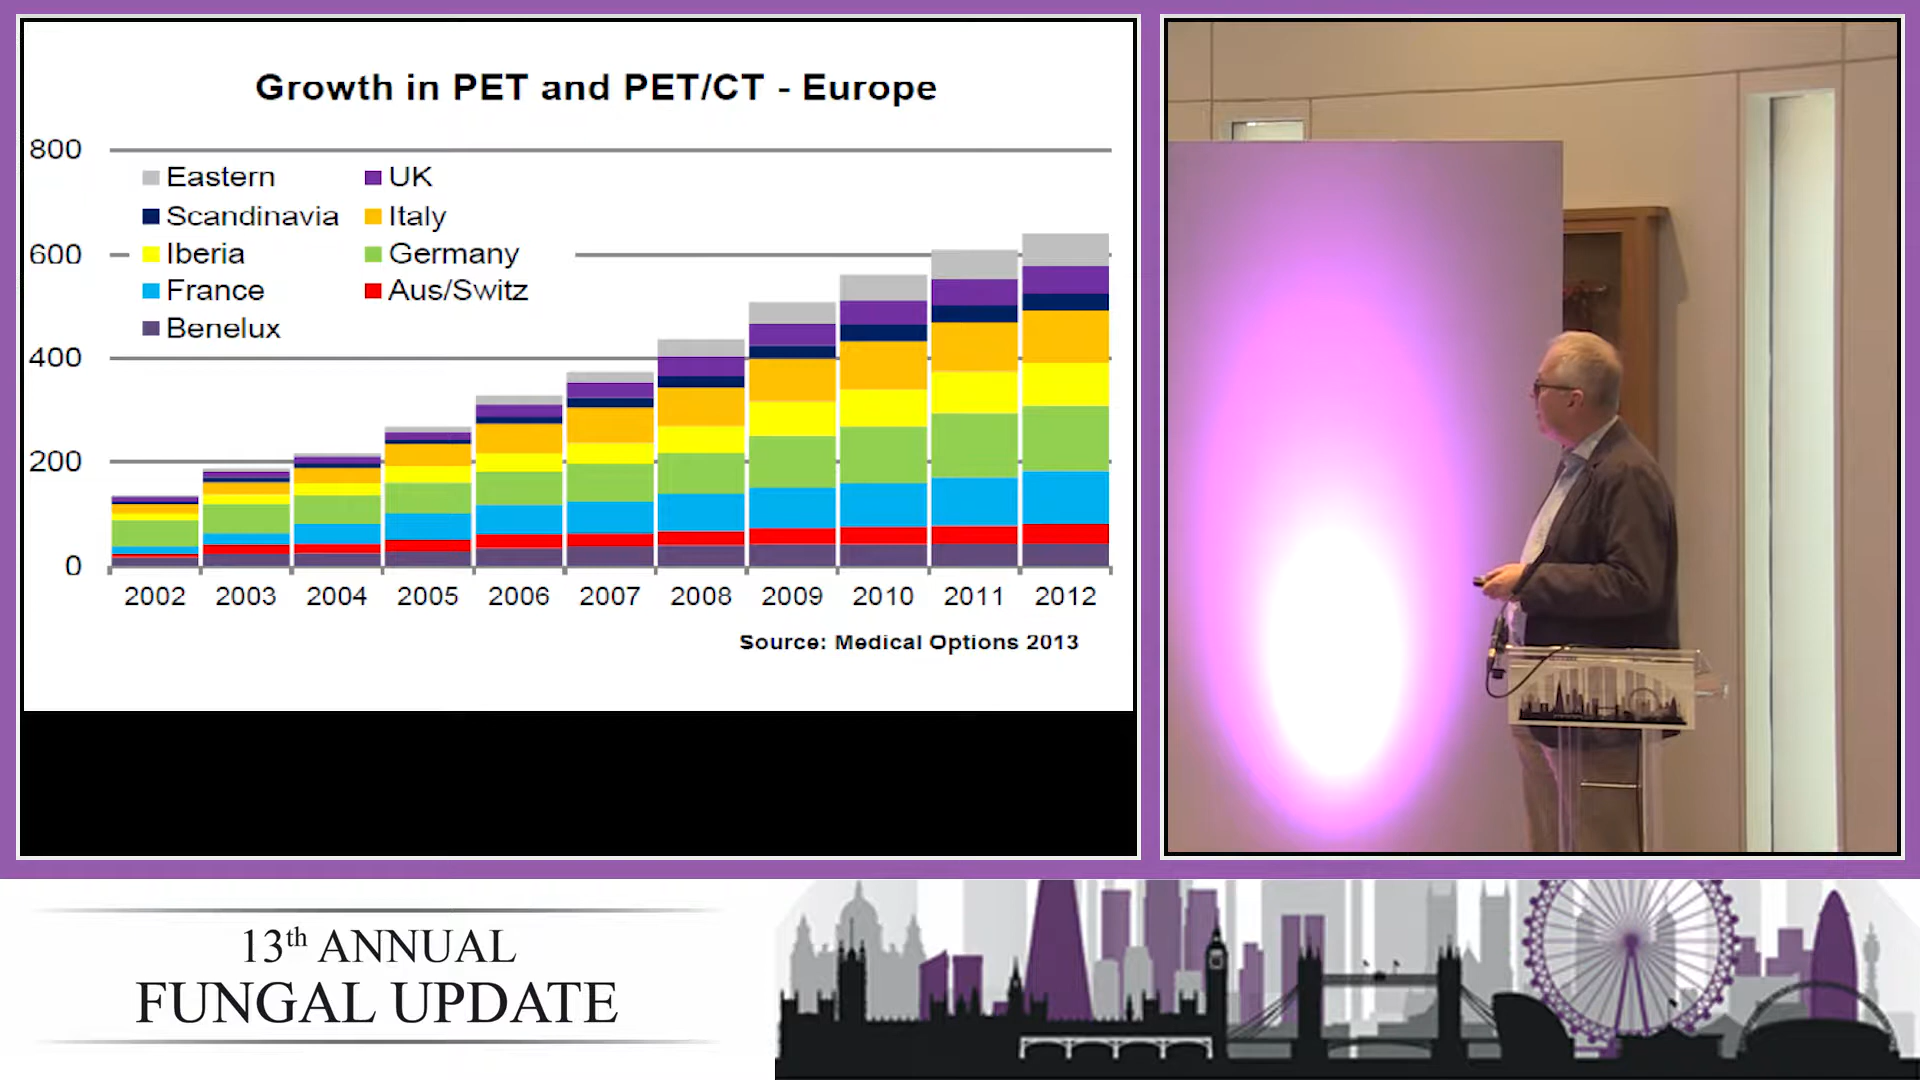 Growth in PET and PET/CT - Europe
800
Eastern UK
Scandinavia Italy
600 Iberia Germany
France Aus/Switz
Benelux
400
200
0
2002 2003 2004 2005 2006 2007 2008 2009 2010 2011 2012
Source: Medical Options 2013
13th ANNUAL
FUNGAL UPDATE